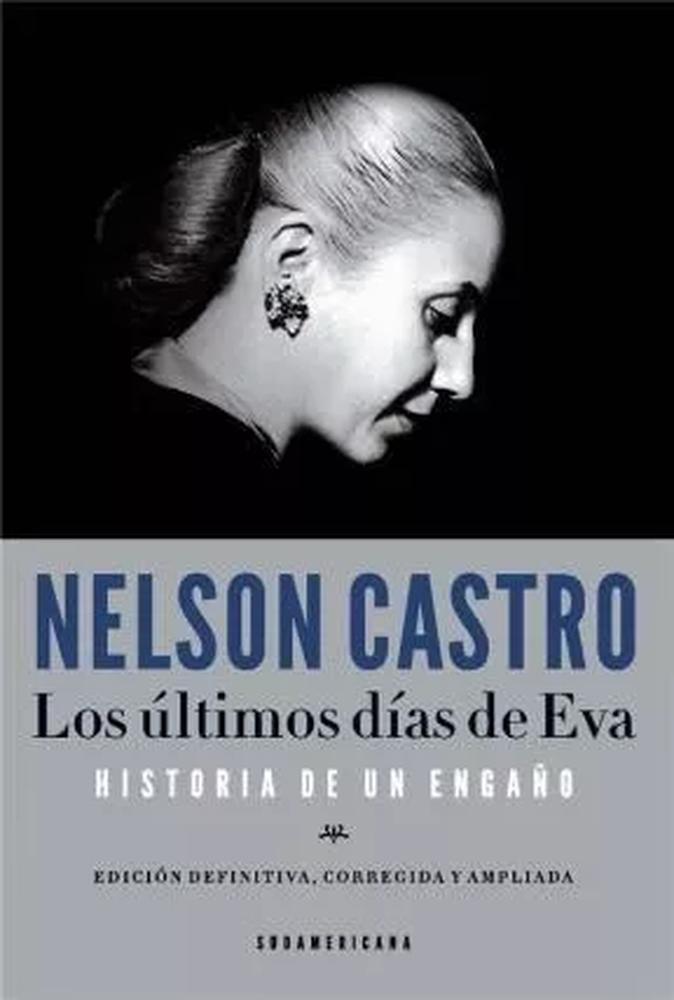 NELSON CASTRO
Los últimos días de Eva
HISTORIA DE UN ENGAÑO
EDICIÓN DEFINITIVA, CORREGIDA Y AMPLIADA
SUDAMERICANA